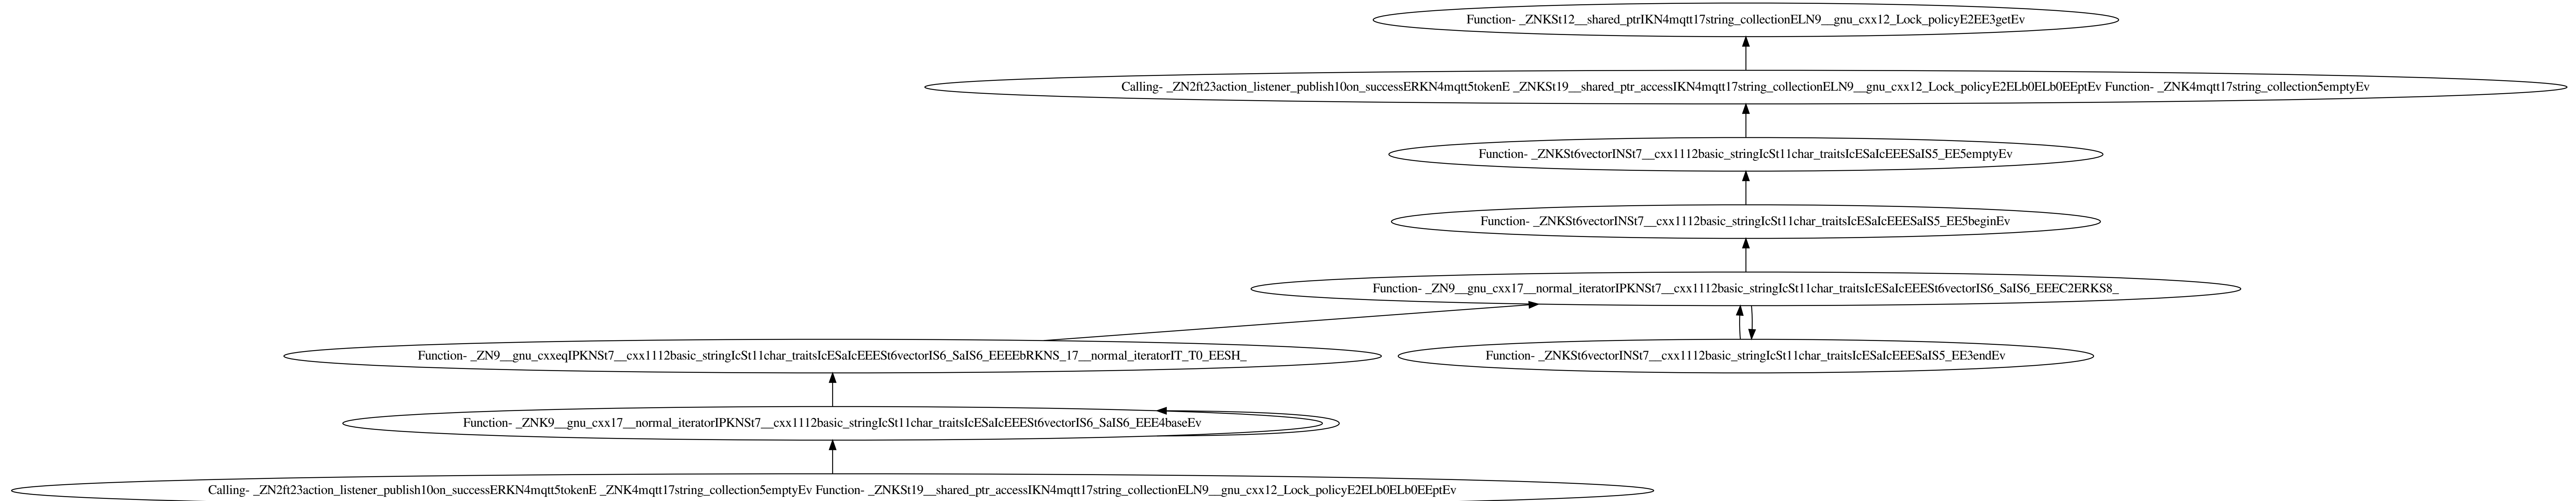 Function- _ZNKSt12__shared_ptrIKN4mqtt17string_collectionELN9__gnu_cxx12_Lock_policyE2EE3getEv
Calling- _ZN2ft23action_listener_publish10on_successERKN4mqtt5tokenE _ZNKSt19__shared_ptr_accessIKN4mqtt17string_collectionELN9__gnu_cxx12_Lock_policyE2ELb0ELb0EEptEv Function- _ZNK4mqtt17string_collection5emptyEv
Function- _ZNKSt6vectorINSt7__cxx1112basic_stringIcSt11char_traitsIcESaIcEEESaIS5_EE5emptyEv
Function- _ZNKSt6vectorINSt7__cxx1112basic_stringIcSt11char_traitsIcESaIcEEESaIS5_EE5beginEv
Function- _ZN9__gnu_cxx17__normal_iteratorIPKNSt7__cxx1112basic_stringIcSt11char_traitsIcESaIcEEESt6vectorIS6_SaIS6_EEEC2ERKS8_
Function- _ZN9__gnu_cxxeqIPKNSt7__cxx1112basic_stringIcSt11char_traitsIcESaIcEEESt6vectorIS6_SaIS6_EEEEbRKNS_17__normal_iteratorIT_T0_EESH_
Function- _ZNKSt6vectorINSt7__cxx1112basic_stringIcSt11char_traitsIcESaIcEEESaIS5_EE3endEv
Function- _ZNK9__gnu_cxx17__normal_iteratorIPKNSt7__cxx1112basic_stringIcSt11char_traitsIcESaIcEEESt6vectorIS6_SaIS6_EEE4baseEv
Calling- _ZN2ft23action_listener_publish10on_successERKN4mqtt5tokenE _ZNK4mqtt17string_collection5emptyEv Function- _ZNKSt19__shared_ptr_accessIKN4mqtt17string_collectionELN9__gnu_cxx12_Lock_policyE2ELb0ELb0EEptEv